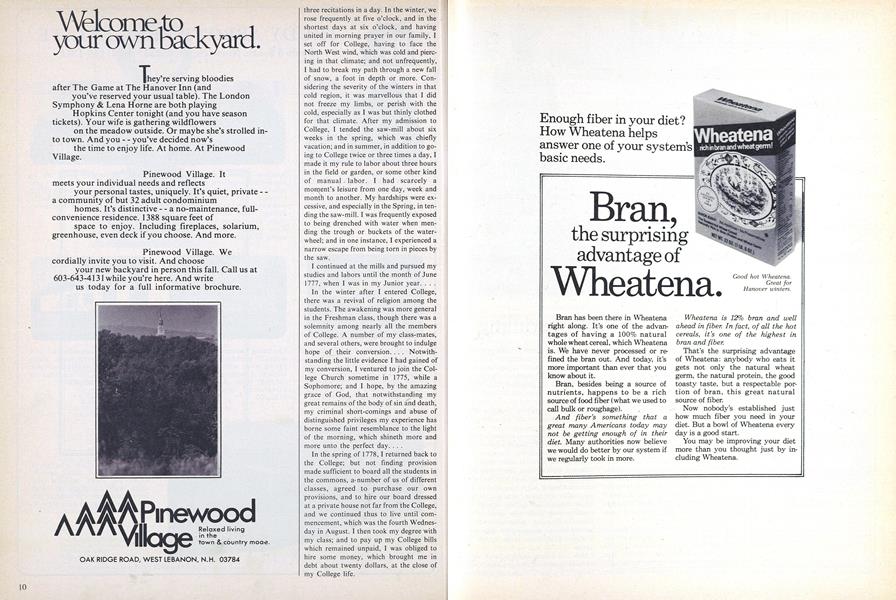 Welcome to
your own backyard.
They're serving bloodies
after The Game at The Hanover Inn (and
you've reserved your usual table). The London
Symphony & Lena Horne are both playing
Hopkins Center tonight (and you have season
tickets). Your wife is gathering wildflowers
on the meadow outside. Or maybe she's strolled in-
to town. And you -- you've decided now's
the time to enjoy life. At home. At Pinewood
Village.
Pinewood Village. It
meets your individual needs and reflects
your personal tastes, uniquely. It's quiet, private --
a community of but 32 adult condominium
homes. It's distinctive -- a no-maintenance, full-
convenience residence. 1388 square feet of
space to enjoy. Including fireplaces, solarium,
greenhouse, even deck if you choose. And more.
Pinewood Village. We
cordially invite you to visit. And choose
your new backyard in person this fall. Call us at
603-643-4131 while you're here. And write
us today for a full informative brochure.
Pinewood
Village
Relaxed living
in the
town & country mode.
OAK RIDGE ROAD, WEST LEBANON, N.H. 03784
10
three recitations in a day. In the winter, we
rose frequently at five o'clock, and in the
shortest days at six o'clock, and having
united in morning prayer in our family, I
set off for College, having to face the
North West wind, which was cold and pierc-
ing in that climate; and not unfrequently,
I had to break my path through a new fall
of snow, a foot in depth or more. Con-
sidering the severity of the winters in that
cold region, it was marvellous that I did
not freeze my limbs, or perish with the
cold, especially as I was but thinly clothed
for that climate. After my admission to
College, I tended the saw-mill about six
weeks in the spring, which was chiefly
vacation; and in summer, in addition to go-
ing to College twice or three times a day, I
made it my rule to labor about three hours
in the field or garden, or some other kind
of manual labor. I had scarcely a
moment's leisure from one day, week and
month to another. My hardships were ex-
cessive, and especially in the Spring, in ten-
ding the saw-mill. I was frequently exposed
to being drenched with water when men-
ding the trough or buckets of the water-
wheel; and in one instance, I experienced a
narrow escape from being torn in pieces by
the saw.
I continued at the mills and pursued my
studies and labors until the month of June
1777, when I was in my Junior year. . . .
In the winter after I entered College,
there was a revival of religion among the
students. The awakening was more general
in the Freshman class, though there was a
solemnity among nearly all the members
of College. A number of my class-mates,
and several others, were brought to indulge
hope of their conversion. . . . Notwith-
standing the little evidence I had gained of
my conversion, I ventured to join the Col-
lege Church sometime in 1775, while a
Sophomore; and I hope, by the amazing
grace of God, that notwithstanding my
great remains of the body of sin and death,
my criminal short-comings and abuse of
distinguished privileges my experience has
borne some faint resemblance to the light
of the morning, which shineth more and
more unto the perfect day. . . .
In the spring of 1778, I returned back to
the College; but not finding provision
made sufficient to board all the students in
the commons, a number of us of different
classes, agreed to purchase our own
provisions, and to hire our board dressed
at a private house not far from the College,
and we continued thus to live until com-
mencement, which was the fourth Wednes-
day in August. I then took my degree with
my class; and to pay up my College bills
which remained unpaid, I was obliged to
hire some money, which brought me in
debt about twenty dollars, at the close of
my College life.
Enough fiber in your diet?
How Wheatena helps
answer one of your system's
basic needs.
Wheatena
Wheatena
rich in bran and wheat germ!
Bran,
the surprising
advantage of
Wheatena.
Good hot Wheatena.
Great for
Hanover winters.
Bran has been there in Wheatena
right along. It's one of the advan-
tages of having a 100% natural
whole wheat cereal, which Wheatena
is. We have never processed or re-
fined the bran out. And today, it's
more important than ever that you
know about it.
Bran, besides being a source of
nutrients, happens to be a rich
source of food fiber (what we used to
call bulk or roughage).
And fiber's something that a
great many Americans today may
not be getting enough of in their
diet. Many authorities now believe
we would do better by our system if
we regularly took in more.
Wheatena is 12% bran and well
ahead in fiber. In fact, of all the hot
cereals, it's one of the highest in
bran and fiber.
That's the surprising advantage
of Wheatena: anybody who eats it
gets not only the natural wheat
germ, the natural protein, the good
toasty taste, but a respectable por-
tion of bran, this great natural
source of fiber.
Now nobody's established just
how much fiber you need in your
diet. But a bowl of Wheatena every
day is a good start.
You may be improving your diet
more than you thought just by in-
cluding Wheatena.